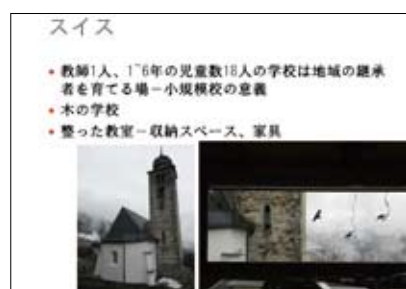 スイス
• 教師1人、1~6年の児童数18人の学校は地域の継承
者を育てる場－小規模校の意義
• 木の学校
• 整った教室－収納スペース、家具